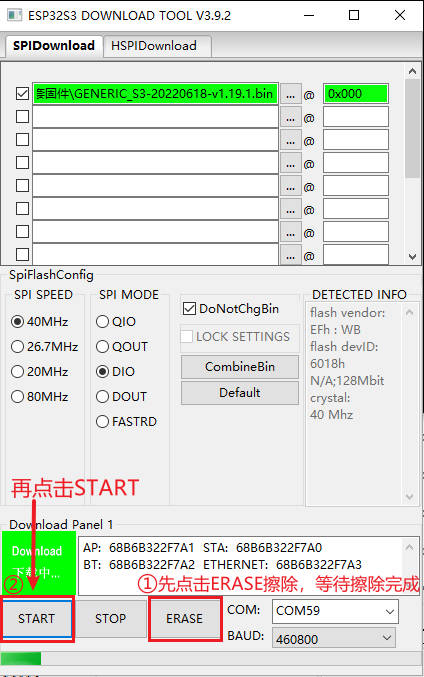 ESP32S3 DOWNLOAD TOOL V3.9.2
SPIDownload HSPIDownload
固件\GENERIC_S3-20220618-v1.19.1.bin ... @ 0x000
... @
... @
... @
... @
... @
... @
... @
SpiFlashConfig
SPI SPEED
40MHz
26.7MHz
20MHz
80MHz
SPI MODE
QIO
QOUT
DIO
DOUT
FASTRD
DoNotChgBin
LOCK SETTINGS
CombineBin
Default
DETECTED INFO
flash vendor:
EFh : WB
flash devID:
6018h
N/A;128Mbit
crystal:
40 Mhz
再点击START
Download Panel 1
Download
下载中...
AP: 68B6B322F7A1 STA: 68B6B322F7A0
BT: 68B6B322F7A2 ETHERNET: 68B6B322F7A3
② ①先点击ERASE擦除，等待擦除完成
START STOP ERASE
COM: COM59
BAUD: 460800